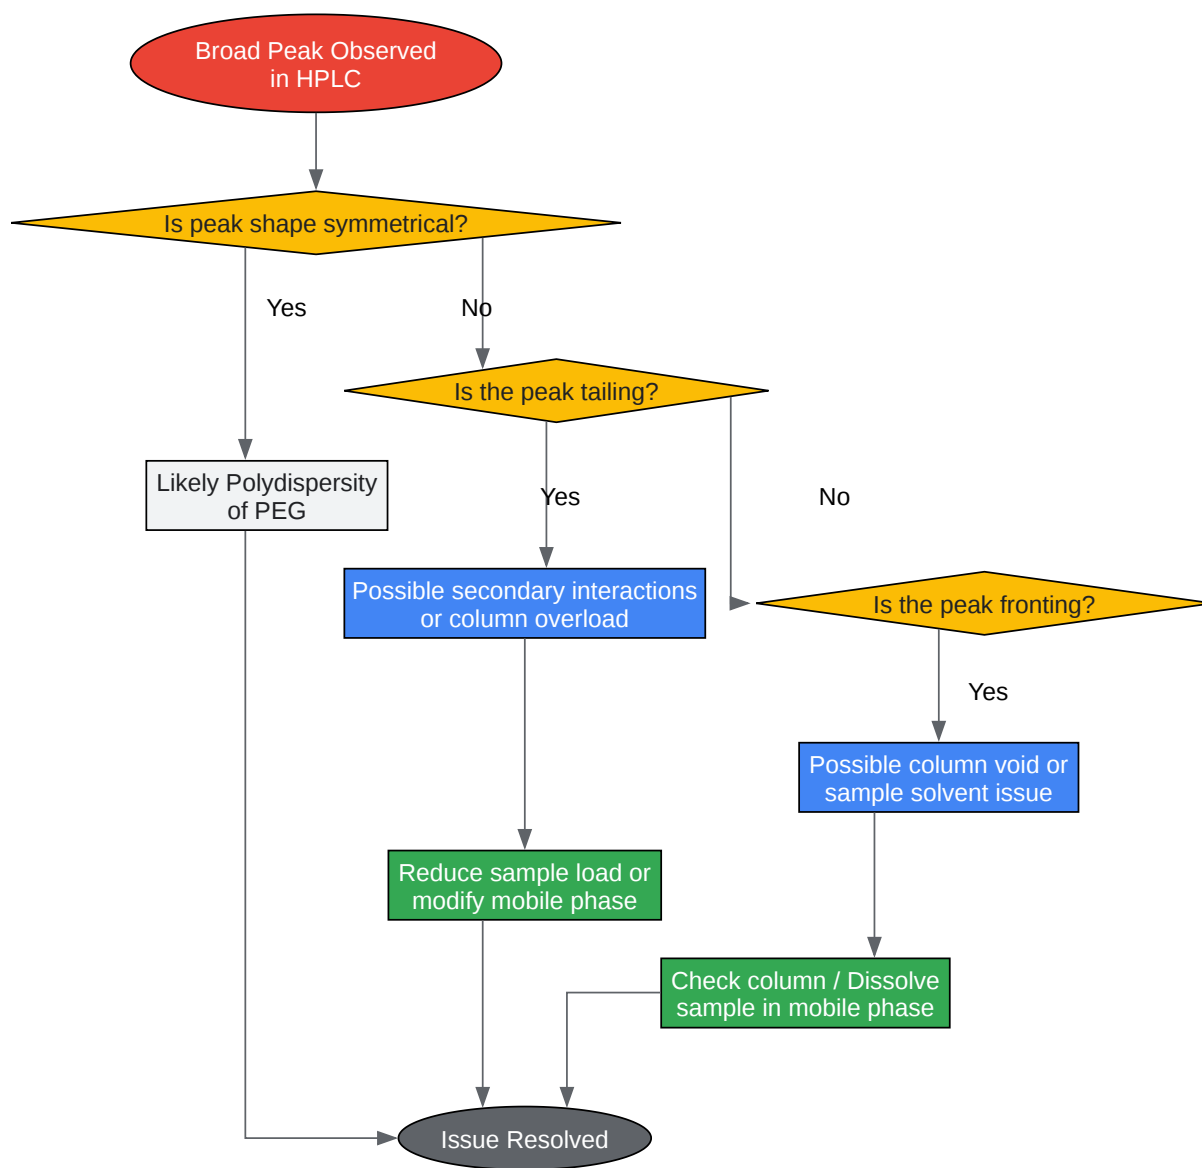 Broad Peak Observed
in HPLC
Is peak shape symmetrical?
Yes
No
Is the peak tailing?
Likely Polydispersity
of PEG
Yes
No
Possible secondary interactions
or column overload
Is the peak fronting?
Yes
Possible column void or
sample solvent issue
Reduce sample load or
modify mobile phase
Check column / Dissolve
sample in mobile phase
Issue Resolved